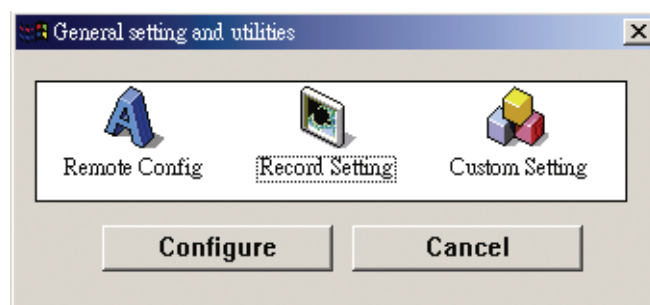 General setting and utilities
Remote Config Record Setting Custom Setting
Configure Cancel